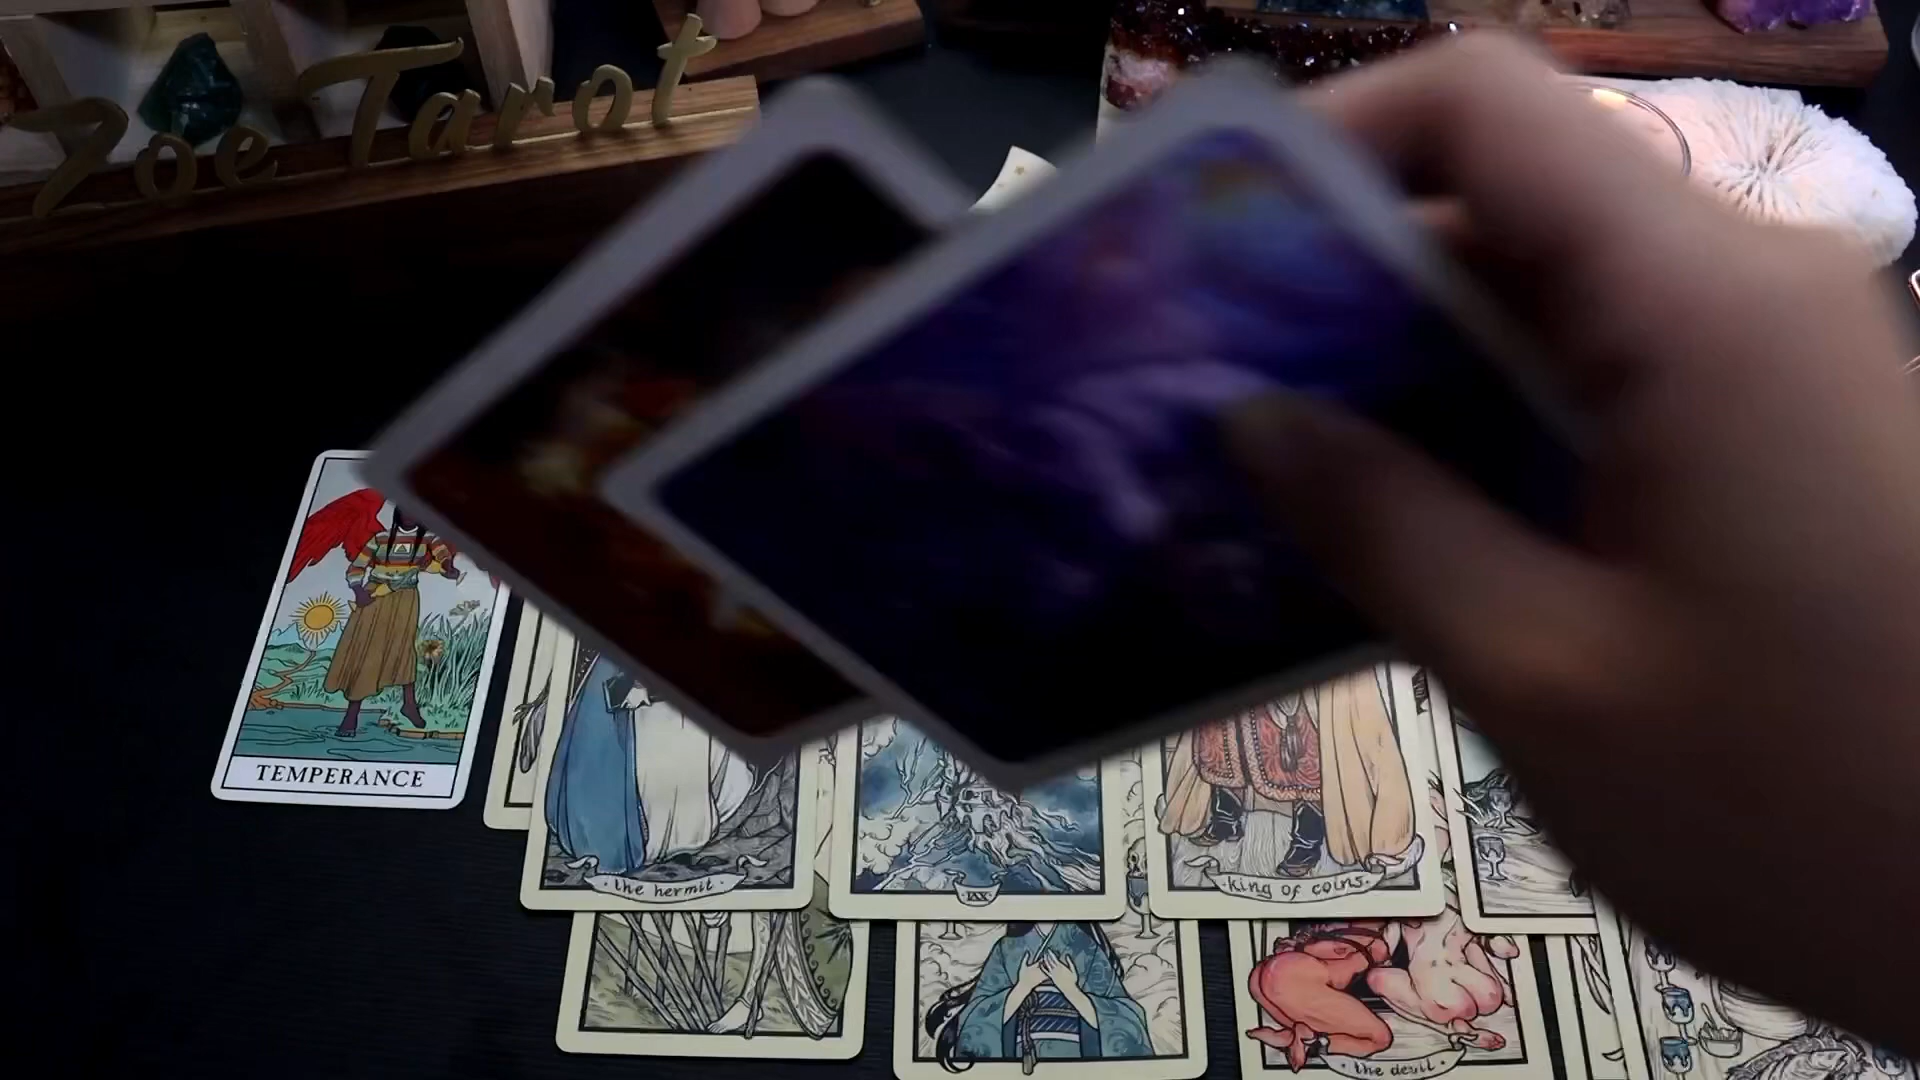 Zoe Tarot
TEMPERANCE
the hermit
king of coins
the devil